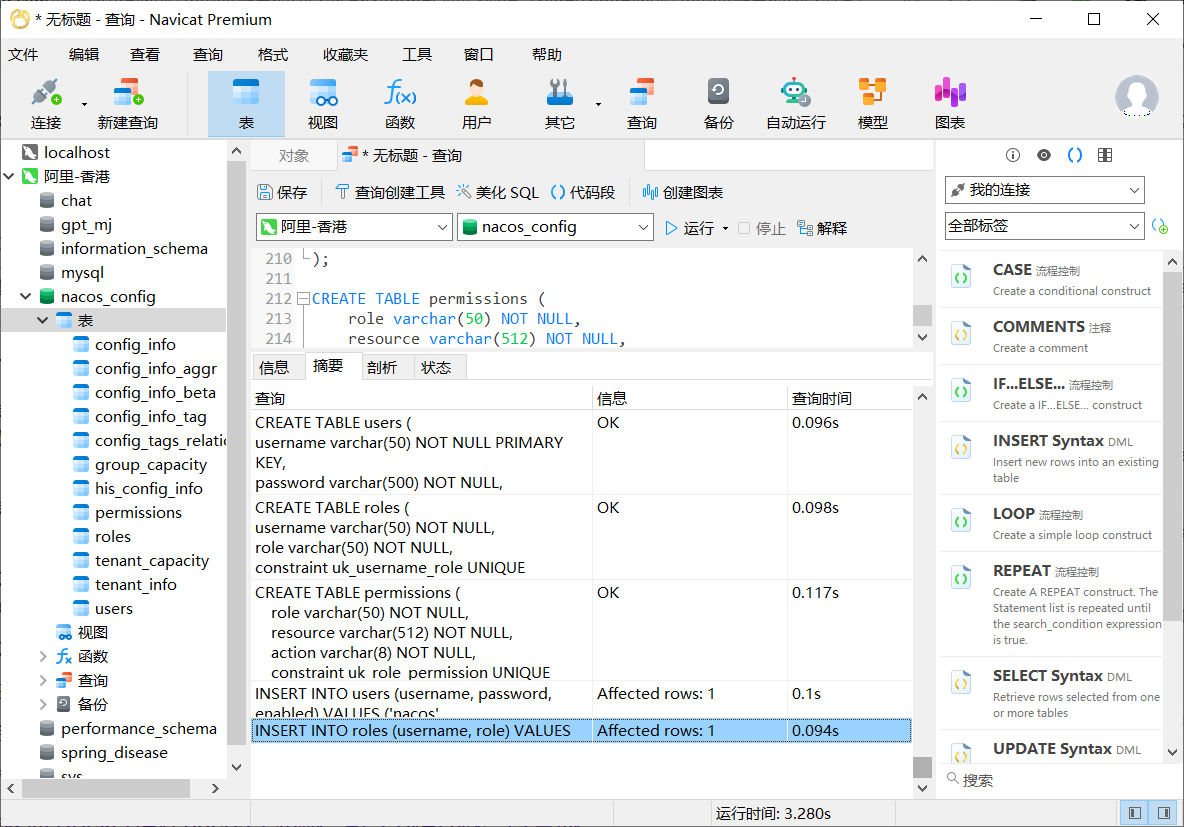 * 无标题 - 查询 - Navicat Premium
文件 编辑 查看 查询 格式 收藏夹 工具 窗口 帮助
连接 新建查询 表 视图 函数 用户 其它 查询 备份 自动运行 模型 图表
localhost
阿里-香港
chat
gpt_mj
information_schema
mysql
nacos_config
表
config_info
config_info_aggr
config_info_beta
config_info_tag
config_tags_relatio
group_capacity
his_config_info
permissions
roles
tenant_capacity
tenant_info
users
视图
函数
查询
备份
performance_schema
spring_disease
sys
对象 * 无标题 - 查询
保存 查询创建工具 美化 SQL () 代码段 创建图表
阿里-香港 nacos_config 运行 停止 解释
210 );
211
212 CREATE TABLE permissions (
213 role varchar(50) NOT NULL,
214 resource varchar(512) NOT NULL,
信息 摘要 剖析 状态
查询 信息 查询时间
CREATE TABLE users ( OK 0.096s
username varchar(50) NOT NULL PRIMARY
KEY,
password varchar(500) NOT NULL,
CREATE TABLE roles ( OK 0.098s
username varchar(50) NOT NULL,
role varchar(50) NOT NULL,
constraint uk_username_role UNIQUE
CREATE TABLE permissions ( OK 0.117s
role varchar(50) NOT NULL,
resource varchar(512) NOT NULL,
action varchar(8) NOT NULL,
constraint uk_role_permission UNIQUE
INSERT INTO users (username, password, Affected rows: 1 0.1s
enabled) VALUES ('nacos',
INSERT INTO roles (username, role) VALUES Affected rows: 1 0.094s
我的连接
全部标签
CASE 流程控制
Create a conditional construct
COMMENTS 注释
Create a comment
IF...ELSE... 流程控制
Create a IF...ELSE... construct
INSERT Syntax DML
Insert new rows into an existing
table
LOOP 流程控制
Create a simple loop construct
REPEAT 流程控制
Create A REPEAT construct. The
Statement list is repeated until
the search_condition expression
is true.
SELECT Syntax DML
Retrieve rows selected from one
or more tables
UPDATE Syntax DML
搜索
运行时间: 3.280s